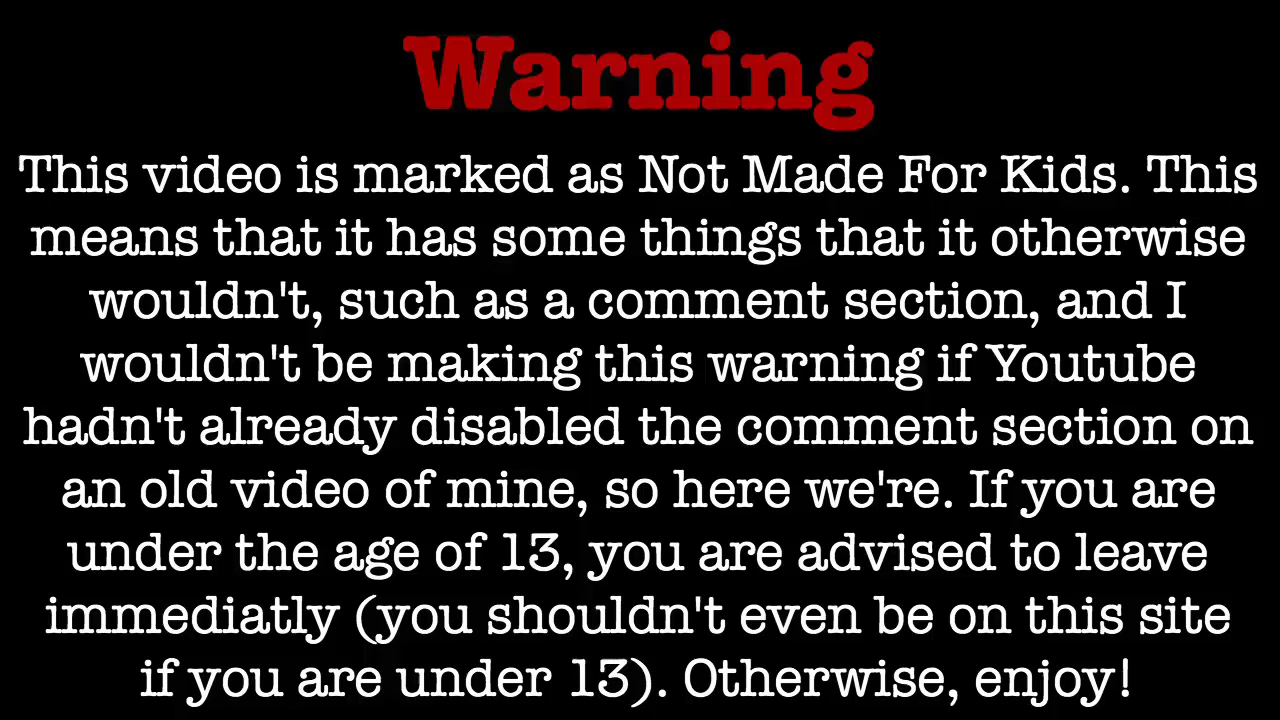 Warning
This video is marked as Not Made For Kids. This
means that it has some things that it otherwise
wouldn't, such as a comment section, and I
wouldn't be making this warning if Youtube
hadn't already disabled the comment section on
an old video of mine, so here we're. If you are
under the age of 13, you are advised to leave
immediatly (you shouldn't even be on this site
if you are under 13). Otherwise, enjoy!